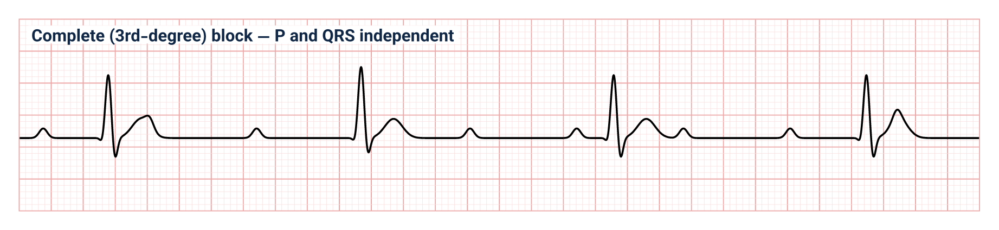 Complete (3rd-degree) block — P and QRS independent